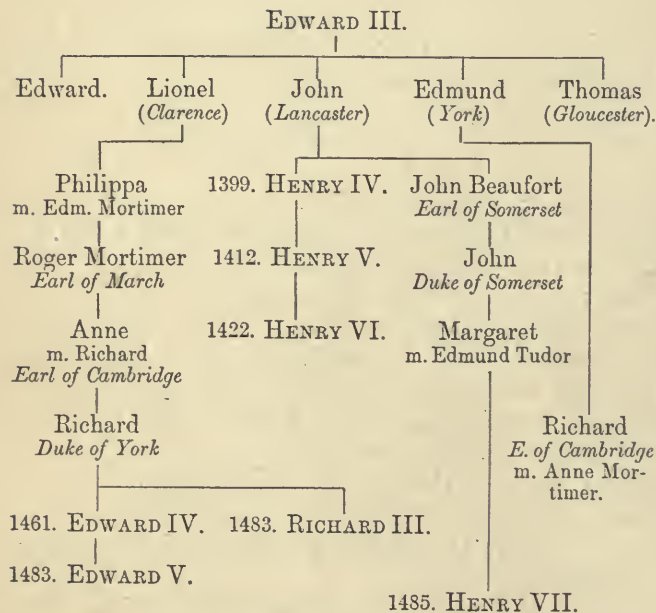 EDWARD III.
Edward. Lionel John Edmund Thomas
(Clarence) (Lancaster) (York) (Gloucester).
Philippa 1399. HENRY IV. John Beaufort
m. Edm. Mortimer Earl of Somerset
Roger Mortimer 1412. HENRY V. John
Earl of March Duke of Somerset
Anne 1422. HENRY VI. Margaret
m. Richard m. Edmund Tudor
Earl of Cambridge
Richard Richard
Duke of York E. of Cambridge
m. Anne Mor-
timer.
1461. EDWARD IV. 1483. RICHARD III.
1483. EDWARD V.
1485. HENRY VII.